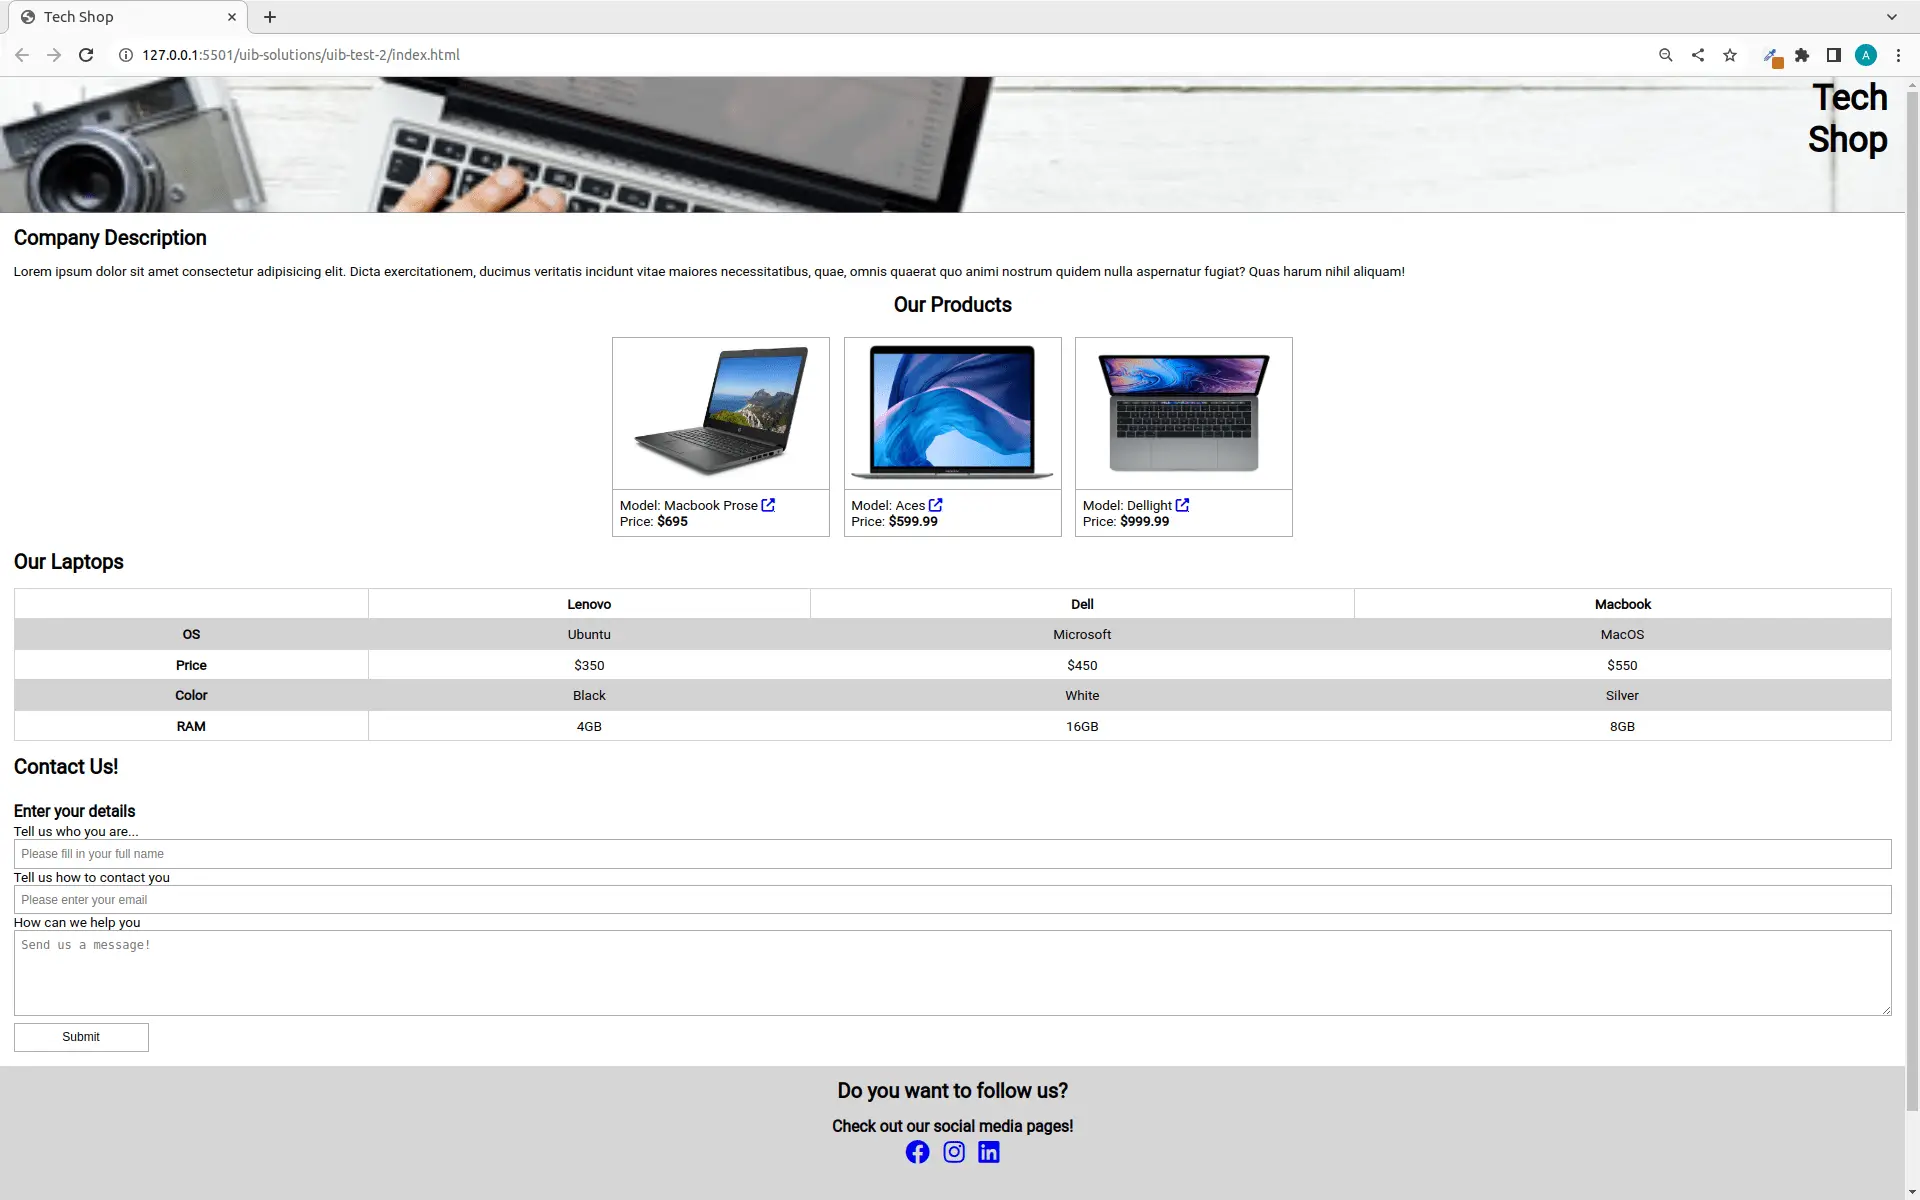 Tech Shop
127.0.0.1:5501/uib-solutions/uib-test-2/index.html
A
Tech
Shop
Company Description
Lorem ipsum dolor sit amet consectetur adipisicing elit. Dicta exercitationem, ducimus veritatis incidunt vitae maiores necessitatibus, quae, omnis quaerat quo animi nostrum quidem nulla aspernatur fugiat? Quas harum nihil aliquam!
Our Products
Model: Macbook Prose
Price: $695
Model: Aces
Price: $599.99
Model: Dellight
Price: $999.99
Our Laptops
Lenovo Dell Macbook
OS Ubuntu Microsoft MacOS
Price $350 $450 $550
Color Black White Silver
RAM 4GB 16GB 8GB
Contact Us!
Enter your details
Tell us who you are...
Please fill in your full name
Tell us how to contact you
Please enter your email
How can we help you
Send us a message!
Submit
Do you want to follow us?
Check out our social media pages!